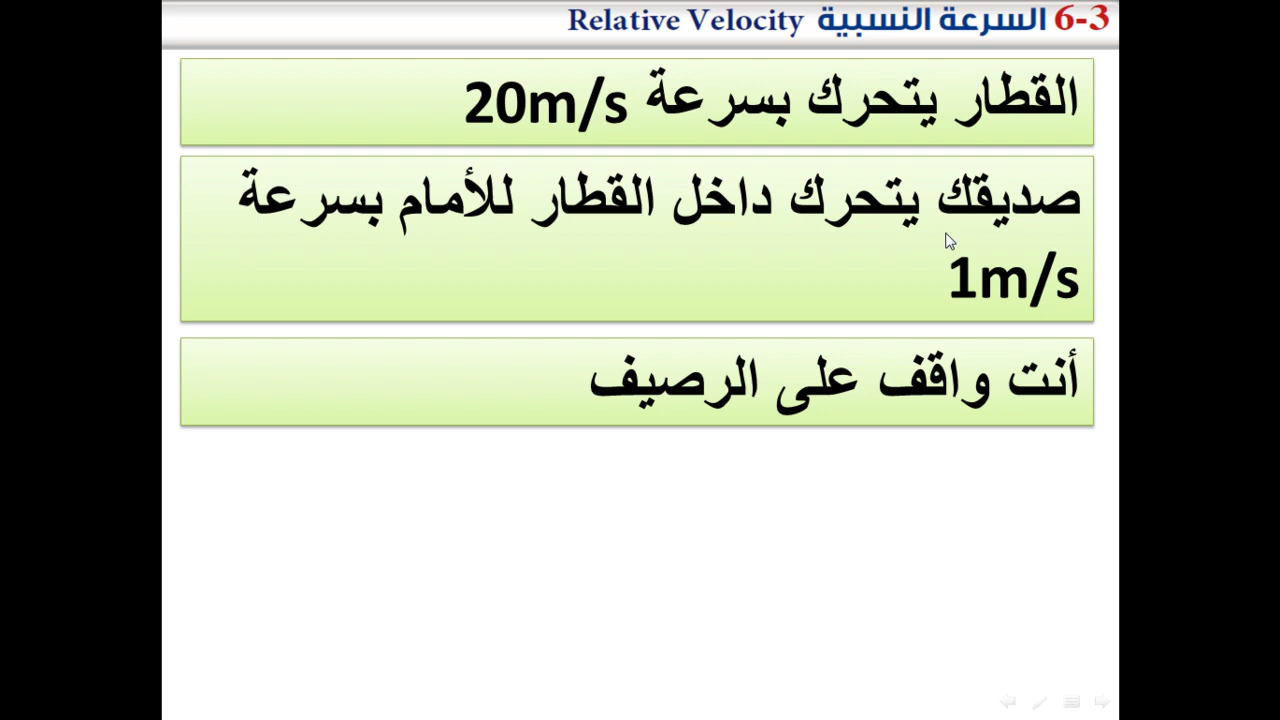 6-3 السرعة النسبية Relative Velocity
القطار يتحرك بسرعة 20m/s
صديقك يتحرك داخل القطار للأمام بسرعة
1m/s
أنت واقف على الرصيف